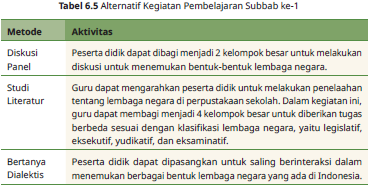 Tabel 6.5 Alternatif Kegiatan Pembelajaran Subbab ke-1
Metode Aktivitas
Diskusi Peserta didik dapat dibagi menjadi 2 kelompok besar untuk melakukan
Panel diskusi untuk menemukan bentuk-bentuk lembaga negara.
Studi Guru dapat mengarahkan peserta didik untuk melakukan penelaahan
Literatur tentang lembaga negara di perpustakaan sekolah. Dalam kegiatan ini,
guru dapat membagi menjadi 4 kelompok besar untuk diberikan tugas
berbeda sesuai dengan klasifikasi lembaga negara, yaitu legislatif,
eksekutif, yudikatif, dan eksaminatif.
Bertanya Peserta didik dapat dipasangkan untuk saling berinteraksi dalam
Dialektis menemukan berbagai bentuk lembaga negara yang ada di Indonesia.